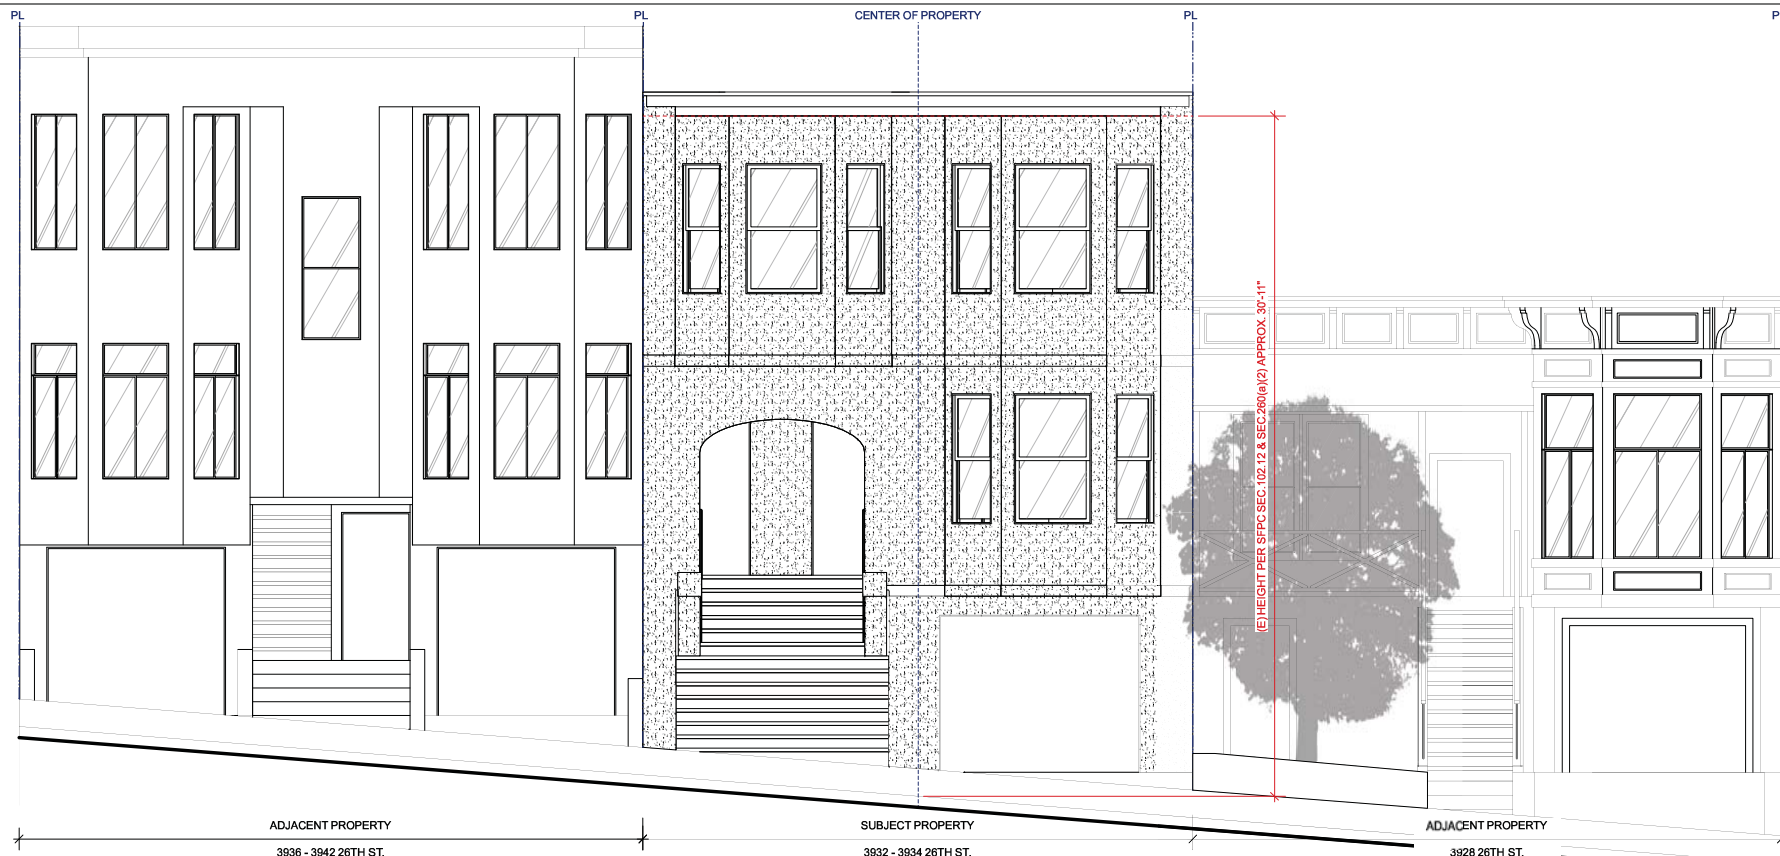 PL
PL
CENTER OF PROPERTY
PL
P
(E) HEIGHT PER SFPC SEC.102.12 & SEC.260(a)(2) APPROX. 30'-11"
ADJACENT PROPERTY
SUBJECT PROPERTY
ADJACENT PROPERTY
3936 - 3942 26TH ST.
3932 - 3934 26TH ST.
3928 26TH ST.